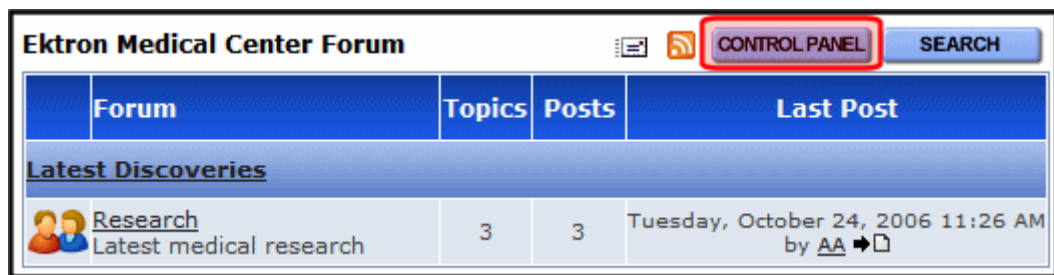 Ektron Medical Center Forum CONTROL PANEL SEARCH
Forum Topics Posts Last Post
Latest Discoveries
Research 3 3 Tuesday, October 24, 2006 11:26 AM
Latest medical research by AA